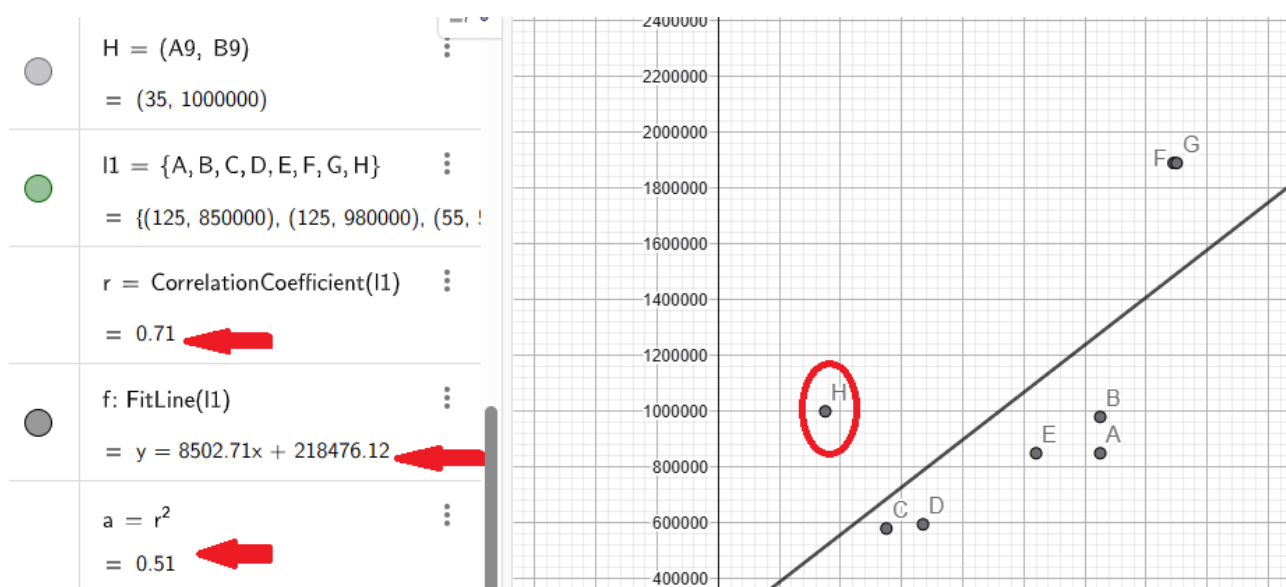 H = (A9, B9)
= (35, 1000000)
l1 = {A, B, C, D, E, F, G, H}
= {(125, 850000), (125, 980000), (55,
r = CorrelationCoefficient(l1)
= 0.71
f: FitLine(l1)
= y = 8502.71x + 218476.12
a = r²
= 0.51
2400000
2200000
2000000
F G
1800000
1600000
1400000
1200000
H
1000000
B
E A
800000
C D
600000
400000